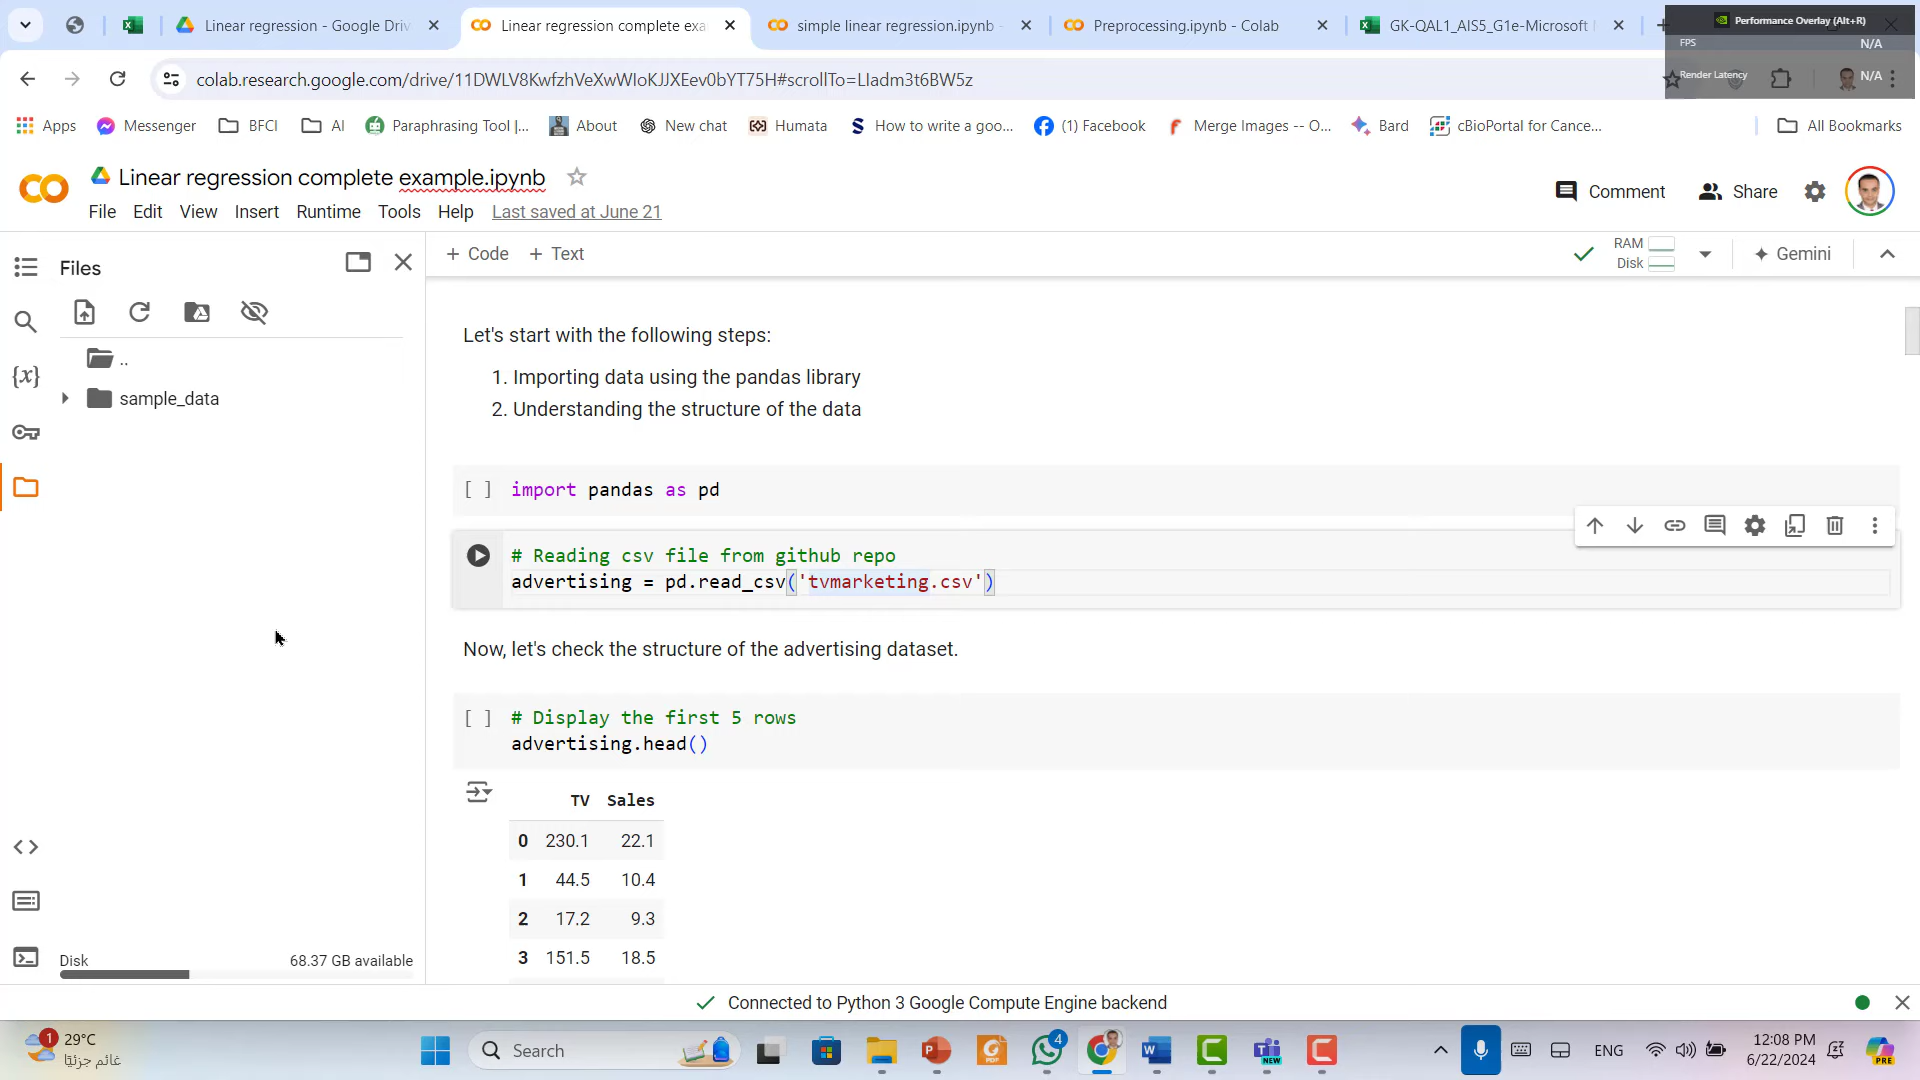 Linear regression - Google Driv
Linear regression complete exa
simple linear regression.ipynb -
Preprocessing.ipynb - Colab
GK-QAL1_AIS5_G1e-Microsoft
Performance Overlay (Alt+R)
FPS N/A
Render Latency N/A
colab.research.google.com/drive/11DWLV8KwfzhVeXwWIoKJJXEev0bYT75H#scrollTo=LIadm3t6BW5z
Apps
Messenger
BFCI
AI
Paraphrasing Tool |...
About
New chat
Humata
How to write a goo...
(1) Facebook
Merge Images -- O...
Bard
cBioPortal for Cance...
All Bookmarks
Linear regression complete example.ipynb
Comment
Share
File Edit View Insert Runtime Tools Help Last saved at June 21
Files
+ Code + Text
RAM
Disk
Gemini
..
sample_data
{x}
Let's start with the following steps:
1. Importing data using the pandas library
2. Understanding the structure of the data
[ ] import pandas as pd
# Reading csv file from github repo
advertising = pd.read_csv('tvmarketing.csv')
Now, let's check the structure of the advertising dataset.
[ ] # Display the first 5 rows
advertising.head()
TV Sales
0 230.1 22.1
1 44.5 10.4
2 17.2 9.3
3 151.5 18.5
Disk 68.37 GB available
Connected to Python 3 Google Compute Engine backend
1
29°C
غائم جزئيًا
Search
4
NEW
ENG
12:08 PM
6/22/2024
PRE